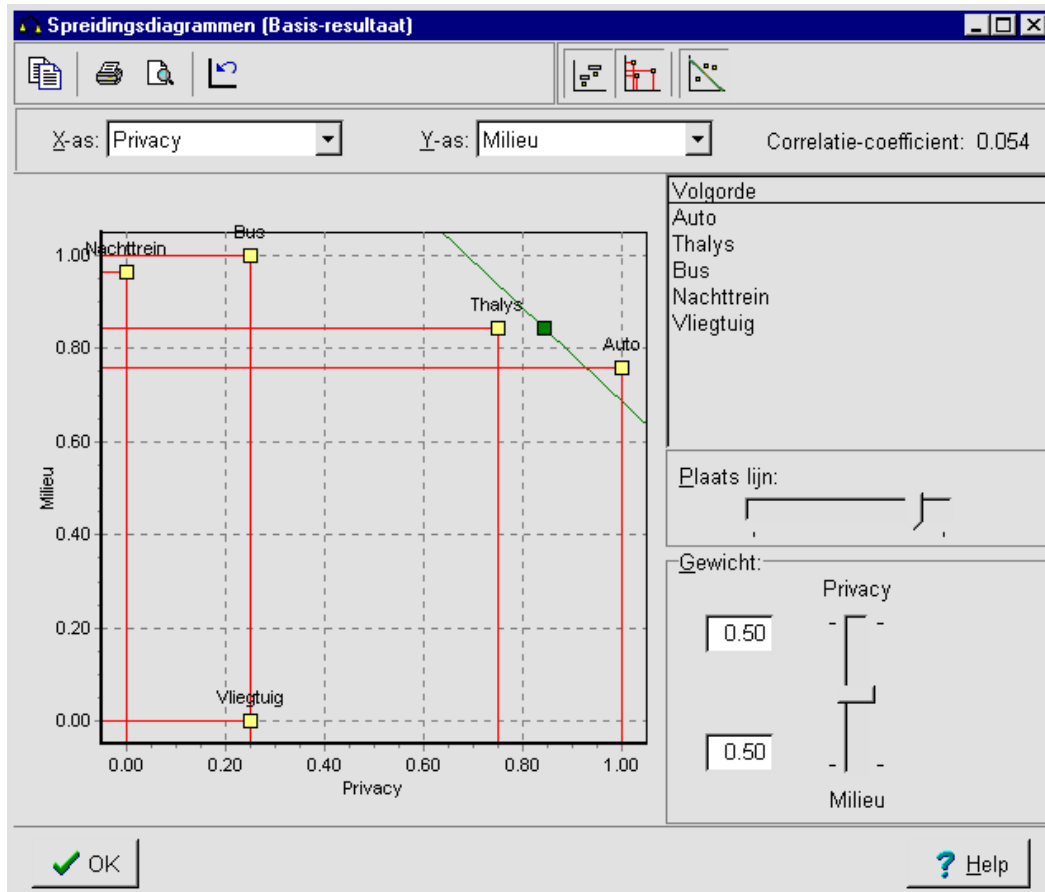 Spreidingsdiagrammen (Basis-resultaat)
X-as: Privacy
Y-as: Milieu
Correlatie-coefficient: 0.054
Volgorde
Auto
Thalys
Bus
Nachttrein
Vliegtuig
Plaats lijn:
Gewicht:
Privacy
0.50
0.50
Milieu
Bus
Nachttrein
Thalys
Auto
Vliegtuig
1.00
0.80
0.60
0.40
0.20
0.00
Milieu
0.00 0.20 0.40 0.60 0.80 1.00
Privacy
OK
Help